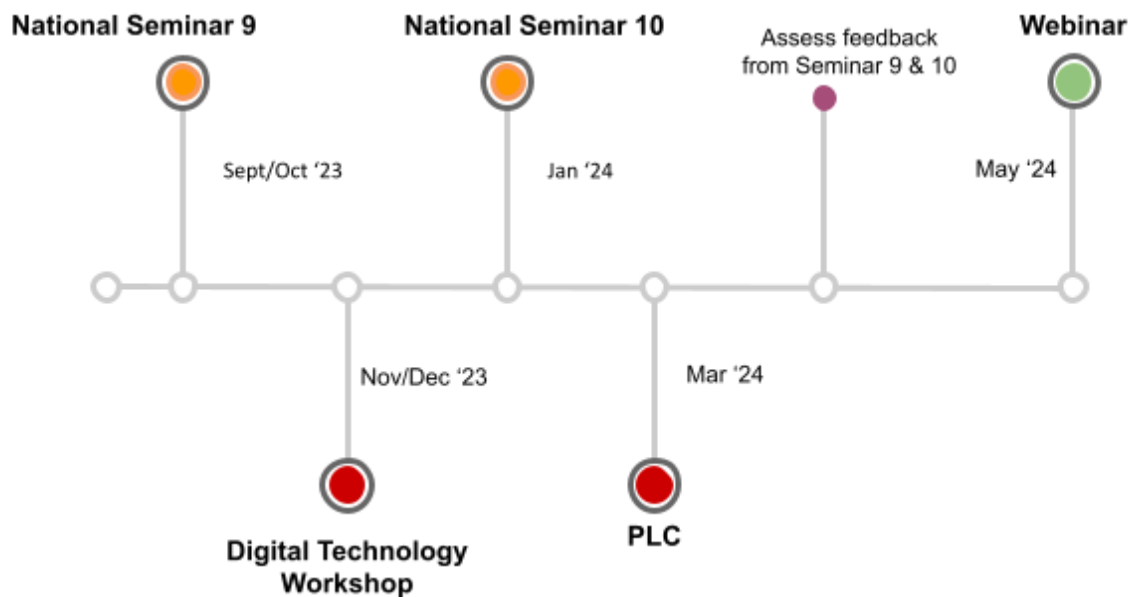 National Seminar 9
National Seminar 10
Assess feedback
from Seminar 9 & 10
Webinar
Sept/Oct ‘23
Jan ‘24
May ‘24
Nov/Dec ‘23
Mar ‘24
Digital Technology
Workshop
PLC